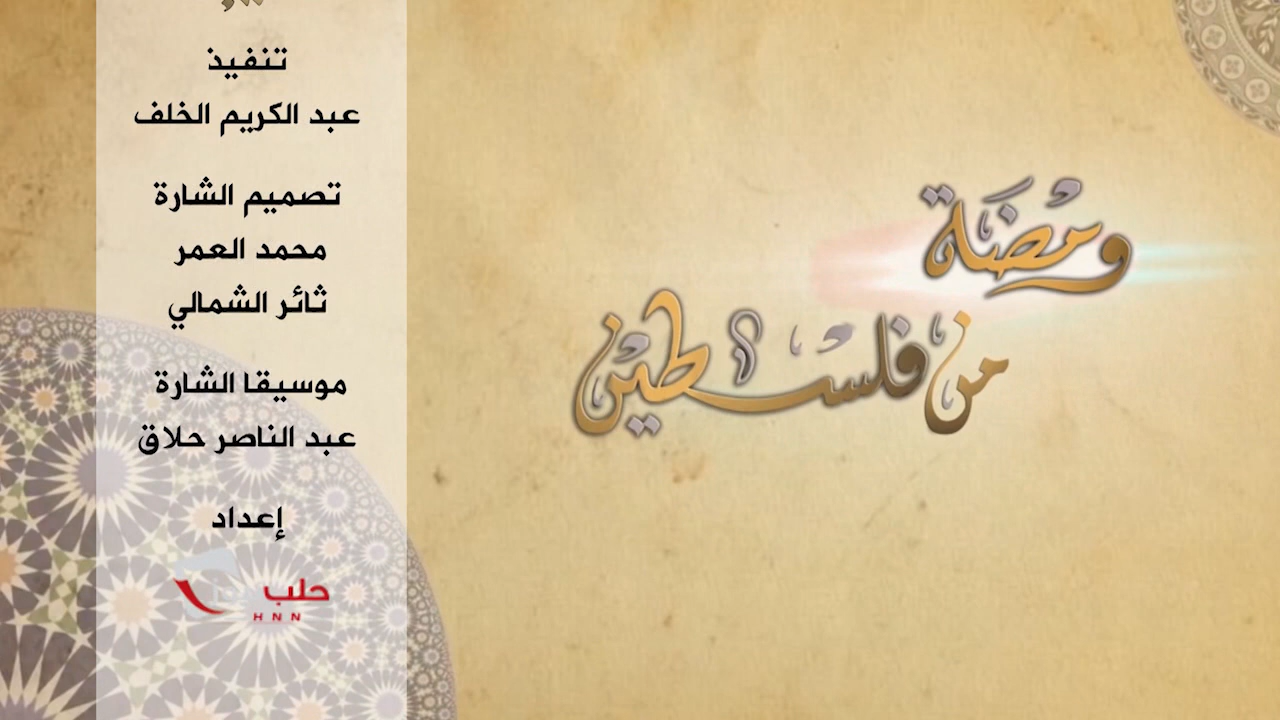 ومضة
من فلسطين
تنفيذ
عبد الكريم الخلف
تصميم الشارة
محمد العمر
ثائر الشمالي
موسيقا الشارة
عبد الناصر حلاق
إعداد
حلب
HNN